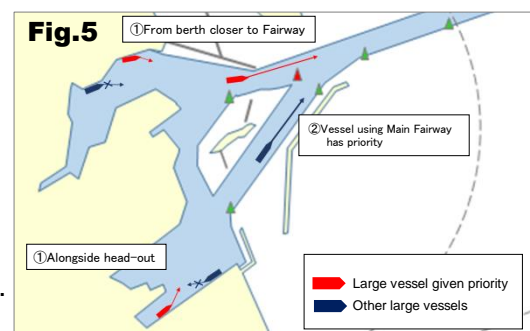 Fig.5
①From berth closer to Fairway
②Vessel using Main Fairway
has priority
①Alongside head-out
Large vessel given priority
Other large vessels
.